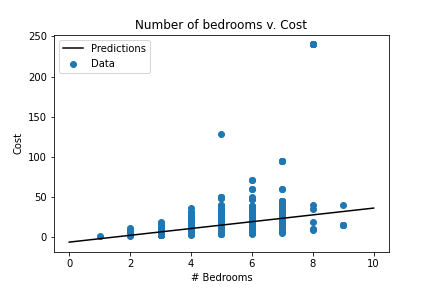 Number of bedrooms v. Cost
Predictions
Data
250
200
150
100
50
0
Cost
0 2 4 6 8 10
# Bedrooms